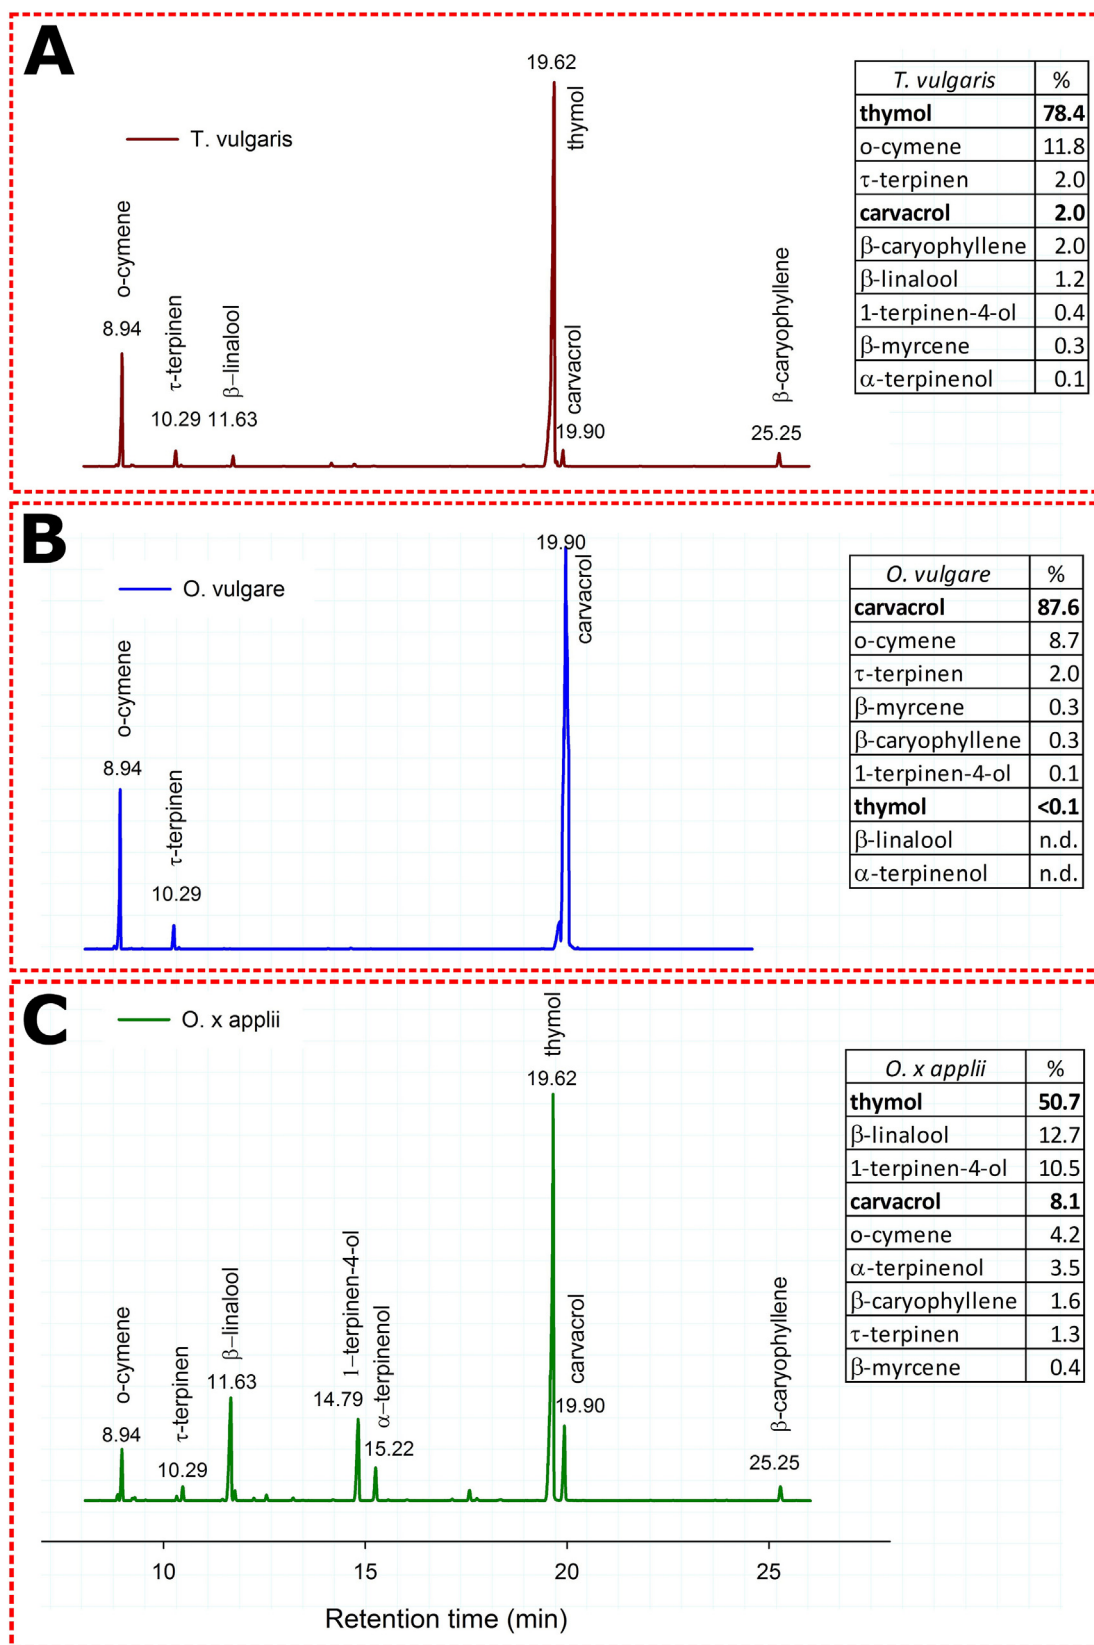 A
T. vulgaris
o-cymene
8.94
τ-terpinen
10.29
β–linalool
11.63
19.62
thymol
carvacrol
19.90
β-caryophyllene
25.25
T. vulgaris %
thymol 78.4
o-cymene 11.8
τ-terpinen 2.0
carvacrol 2.0
β-caryophyllene 2.0
β-linalool 1.2
1-terpinen-4-ol 0.4
β-myrcene 0.3
α-terpinenol 0.1
B
O. vulgare
o-cymene
8.94
τ-terpinen
10.29
19.90
carvacrol
O. vulgare %
carvacrol 87.6
o-cymene 8.7
τ-terpinen 2.0
β-myrcene 0.3
β-caryophyllene 0.3
1-terpinen-4-ol 0.1
thymol <0.1
β-linalool n.d.
α-terpinenol n.d.
C
O. x applii
o-cymene
8.94
τ-terpinen
10.29
β–linalool
11.63
1–terpinen-4-ol
14.79
α–terpinenol
15.22
thymol
19.62
carvacrol
19.90
β-caryophyllene
25.25
O. x applii %
thymol 50.7
β-linalool 12.7
1-terpinen-4-ol 10.5
carvacrol 8.1
o-cymene 4.2
α-terpinenol 3.5
β-caryophyllene 1.6
τ-terpinen 1.3
β-myrcene 0.4
10 15 20 25
Retention time (min)